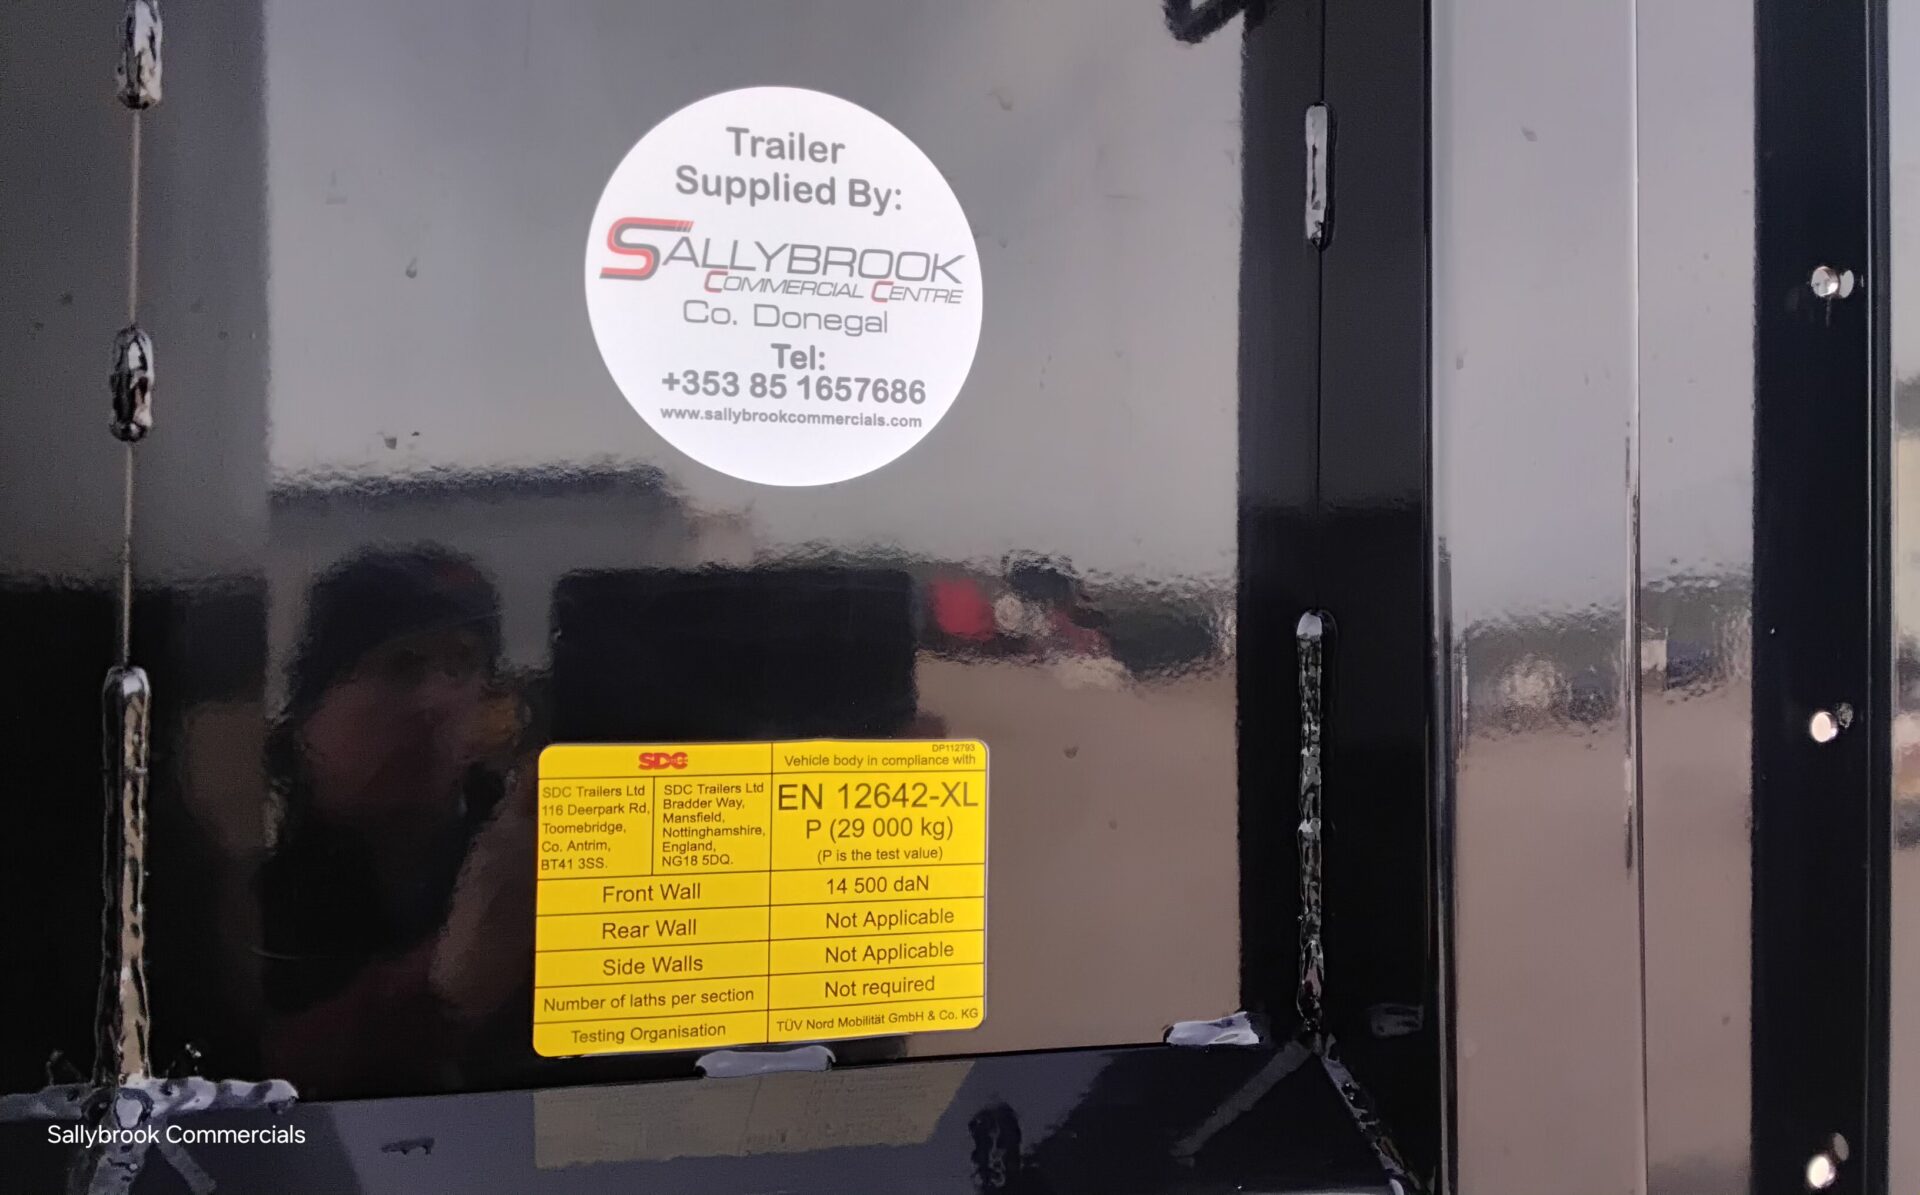 Trailer
Supplied By:
SALLYBROOK
COMMERCIAL CENTRE
Co. Donegal
Tel:
+353 85 1657686
www.sallybrookcommercials.com
SDC
DP112793
Vehicle body in compliance with
SDC Trailers Ltd
116 Deerpark Rd,
Toomebridge,
Co. Antrim,
BT41 3SS.
SDC Trailers Ltd
Bradder Way,
Mansfield,
Nottinghamshire,
England,
NG18 5DQ.
EN 12642-XL
P (29 000 kg)
(P is the test value)
Front Wall 14 500 daN
Rear Wall Not Applicable
Side Walls Not Applicable
Number of laths per section Not required
Testing Organisation TÜV Nord Mobilität GmbH & Co. KG
Sallybrook Commercials